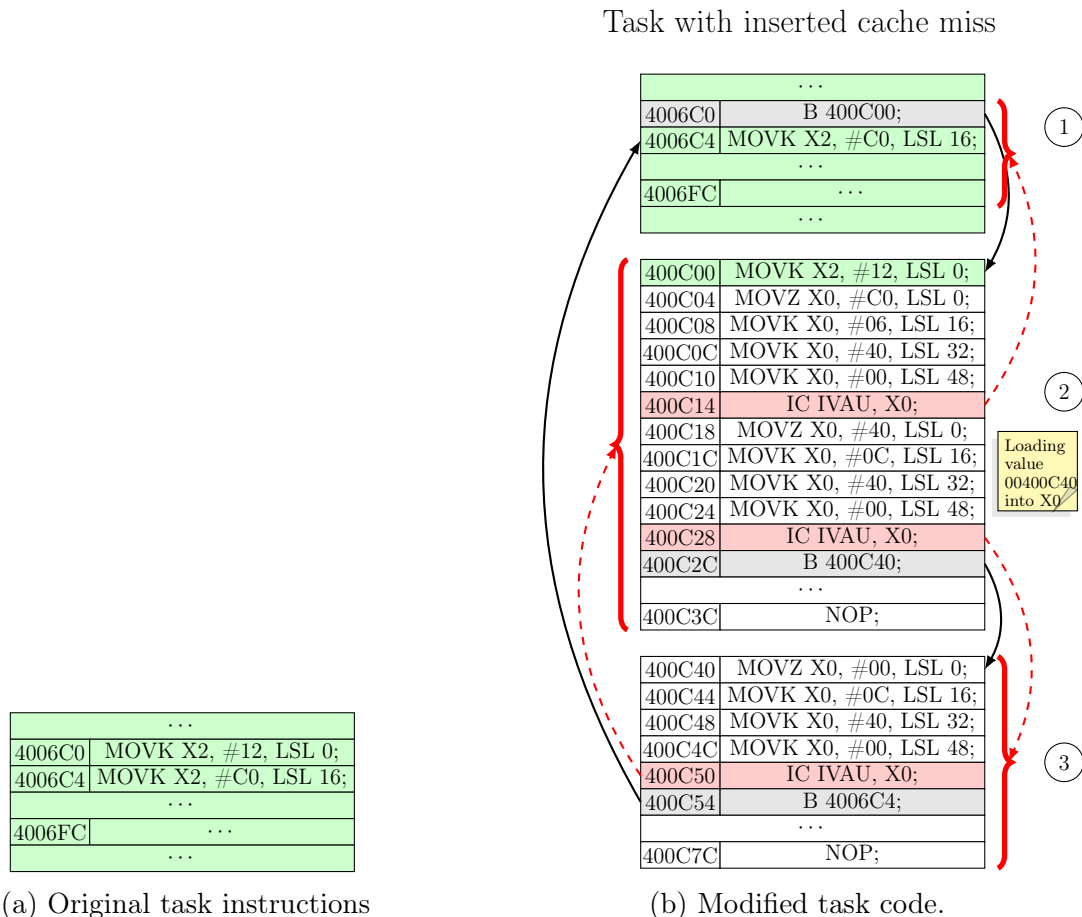 Task with inserted cache miss
. . .
4006C0 B 400C00;
4006C4 MOVK X2, #C0, LSL 16;
. . .
4006FC . . .
. . .
1
400C00 MOVK X2, #12, LSL 0;
400C04 MOVZ X0, #C0, LSL 0;
400C08 MOVK X0, #06, LSL 16;
400C0C MOVK X0, #40, LSL 32;
400C10 MOVK X0, #00, LSL 48;
400C14 IC IVAU, X0;
400C18 MOVZ X0, #40, LSL 0;
400C1C MOVK X0, #0C, LSL 16;
400C20 MOVK X0, #40, LSL 32;
400C24 MOVK X0, #00, LSL 48;
400C28 IC IVAU, X0;
400C2C B 400C40;
. . .
400C3C NOP;
2
Loading
value
00400C40
into X0
400C40 MOVZ X0, #00, LSL 0;
400C44 MOVK X0, #0C, LSL 16;
400C48 MOVK X0, #40, LSL 32;
400C4C MOVK X0, #00, LSL 48;
400C50 IC IVAU, X0;
400C54 B 4006C4;
. . .
400C7C NOP;
3
. . .
4006C0 MOVK X2, #12, LSL 0;
4006C4 MOVK X2, #C0, LSL 16;
. . .
4006FC . . .
. . .
(a) Original task instructions
(b) Modified task code.